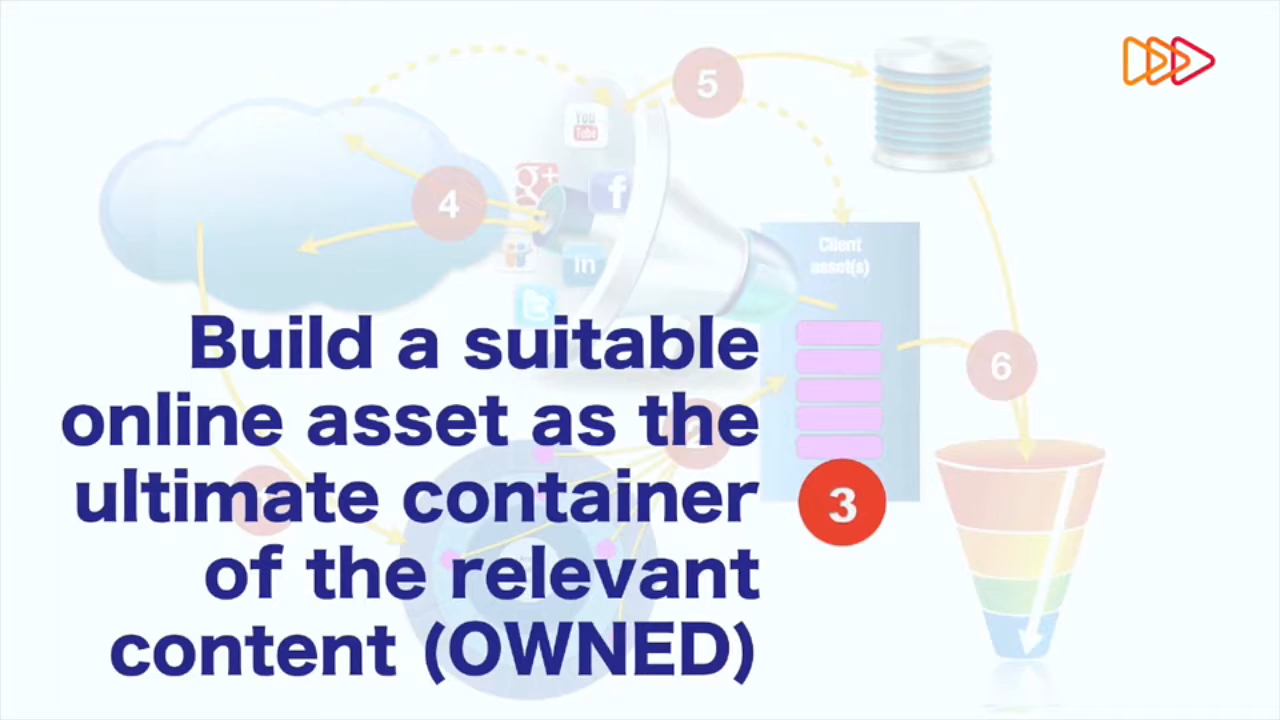 5
You
Tube
g+
f
4
in
Client
asset(s)
6
Build a suitable
online asset as the
ultimate container
of the relevant
content (OWNED)
3